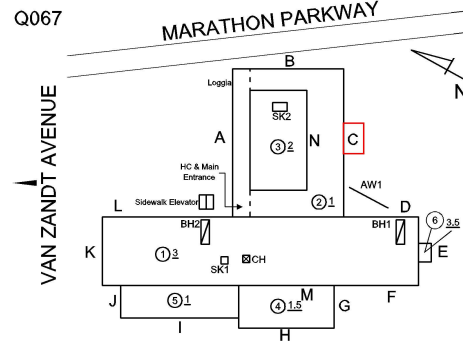 Q067
MARATHON PARKWAY
VAN ZANDT AVENUE
N
B
Loggia
SK2
A
3 2
N
C
HC & Main
Entrance
AW1
Sidewalk Elevator
2 1
L
D
BH2
BH1
6 3.5
K
1 3
SK1
CH
E
J
5 1
M
4 1.5
G
F
I
H